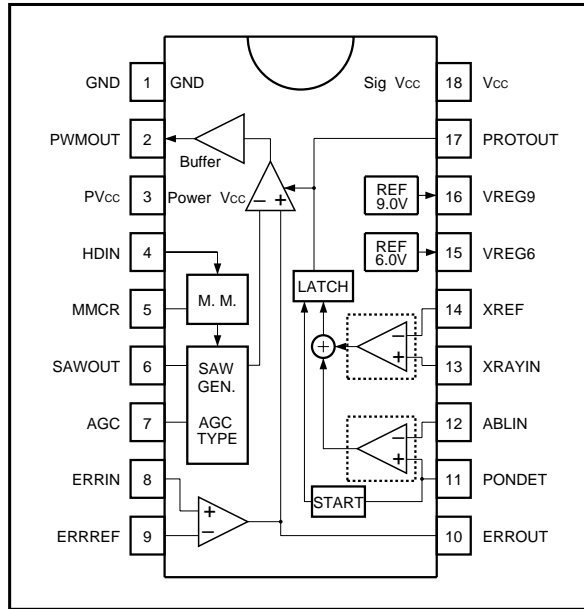 GND 1 GND Sig VCC 18 VCC
PWMOUT 2 Buffer 17 PROTOUT
PVCC 3 Power VCC − + REF 9.0V 16 VREG9
HDIN 4 REF 6.0V 15 VREG6
MMCR 5 M. M. LATCH 14 XREF
SAWOUT 6 SAW GEN. AGC TYPE + − + 13 XRAYIN
AGC 7 − + 12 ABLIN
ERRIN 8 START 11 PONDET
ERRREF 9 + − 10 ERROUT